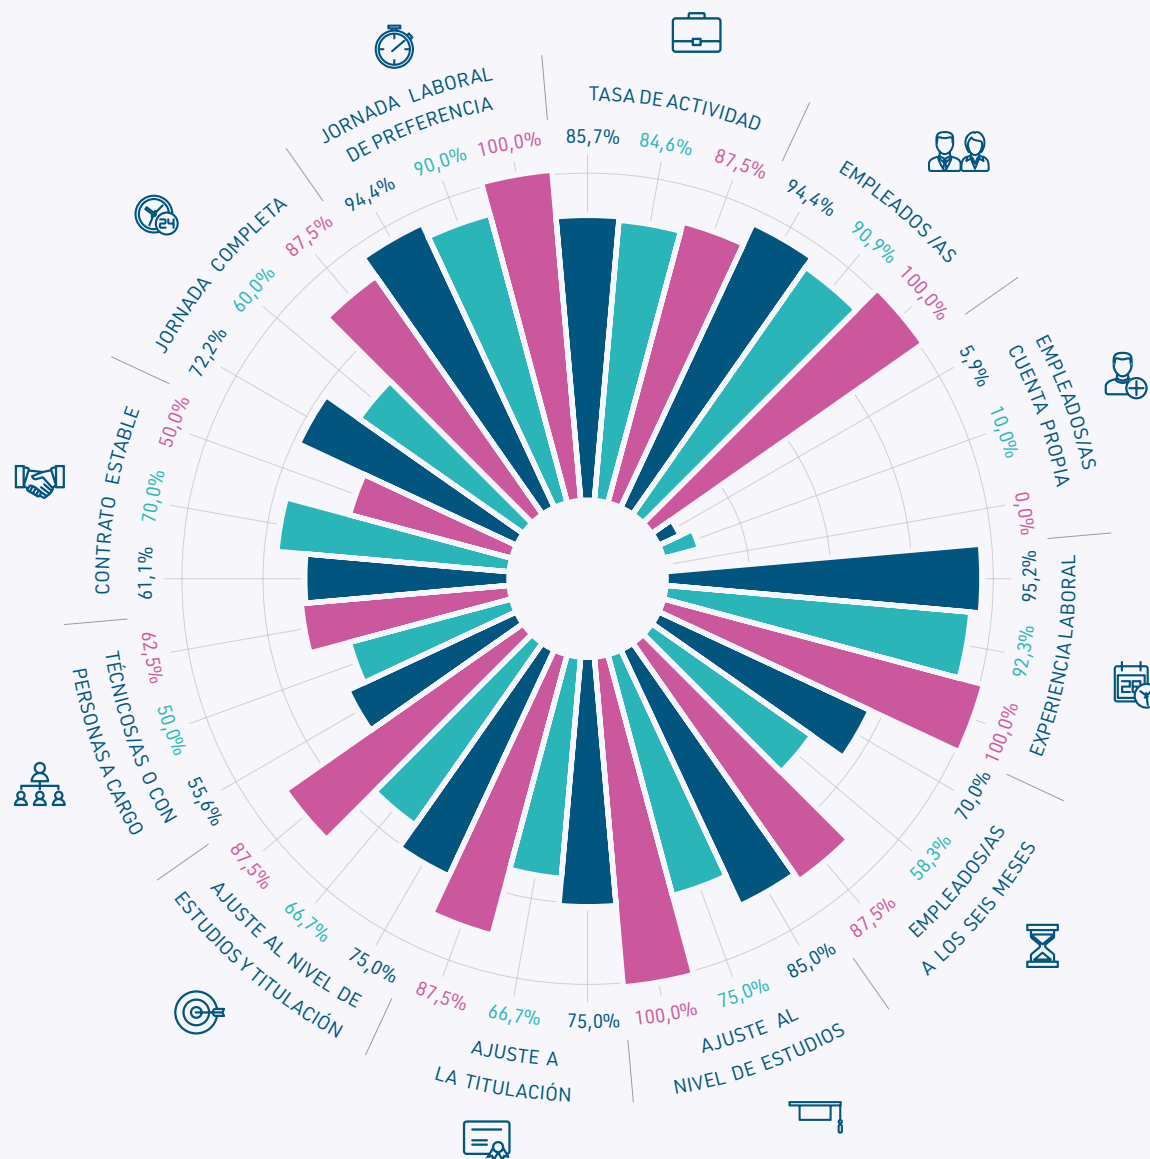 TASA DE ACTIVIDAD
85,7%
84,6%
87,5%
EMPLEADOS/AS
94,4%
90,9%
100,0%
EMPLEADOS/AS
CUENTA PROPIA
5,9%
10,0%
0,0%
EXPERIENCIA LABORAL
95,2%
92,3%
100,0%
EMPLEADOS/AS
A LOS SEIS MESES
70,0%
58,3%
87,5%
AJUSTE AL
NIVEL DE ESTUDIOS
85,0%
75,0%
100,0%
AJUSTE A
LA TITULACIÓN
75,0%
66,7%
87,5%
AJUSTE AL NIVEL DE
ESTUDIOS Y TITULACIÓN
75,0%
66,7%
87,5%
TÉCNICOS/AS O CON
PERSONAS A CARGO
55,6%
50,0%
62,5%
CONTRATO ESTABLE
61,1%
70,0%
50,0%
JORNADA COMPLETA
72,2%
60,0%
87,5%
JORNADA LABORAL
DE PREFERENCIA
94,4%
90,0%
100,0%
24